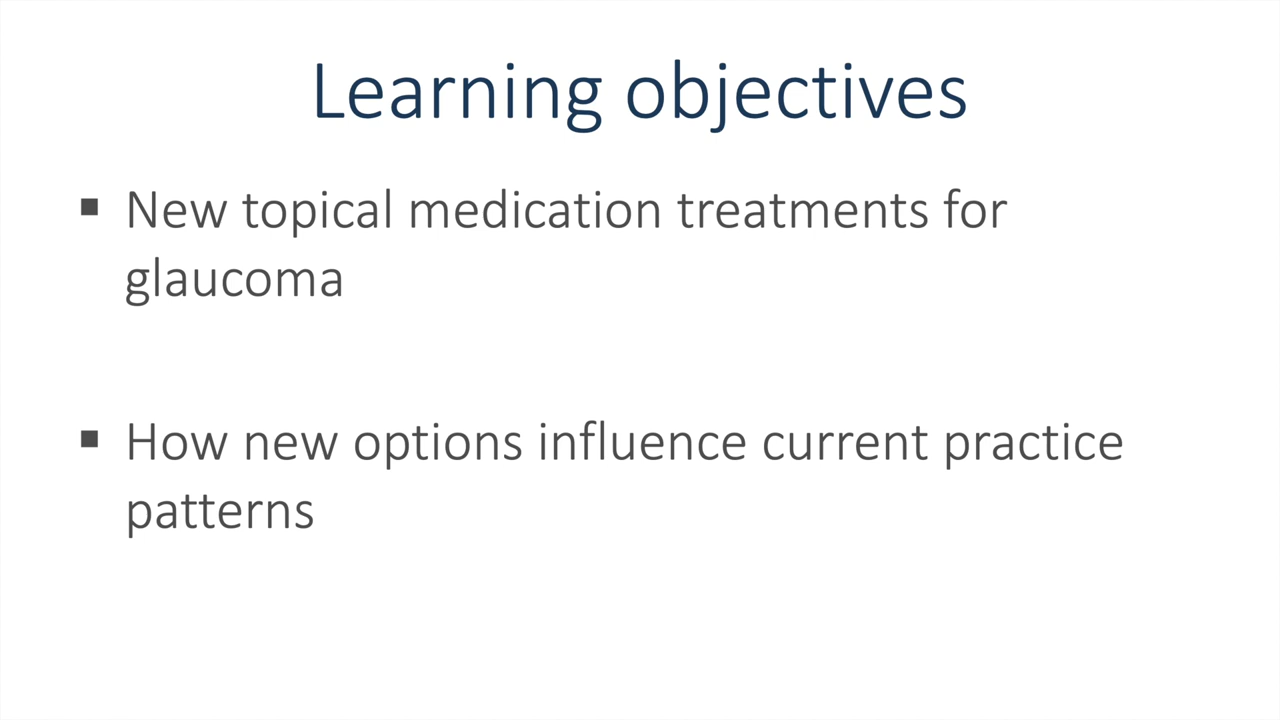 Learning objectives
▪ New topical medication treatments for
glaucoma
▪ How new options influence current practice
patterns